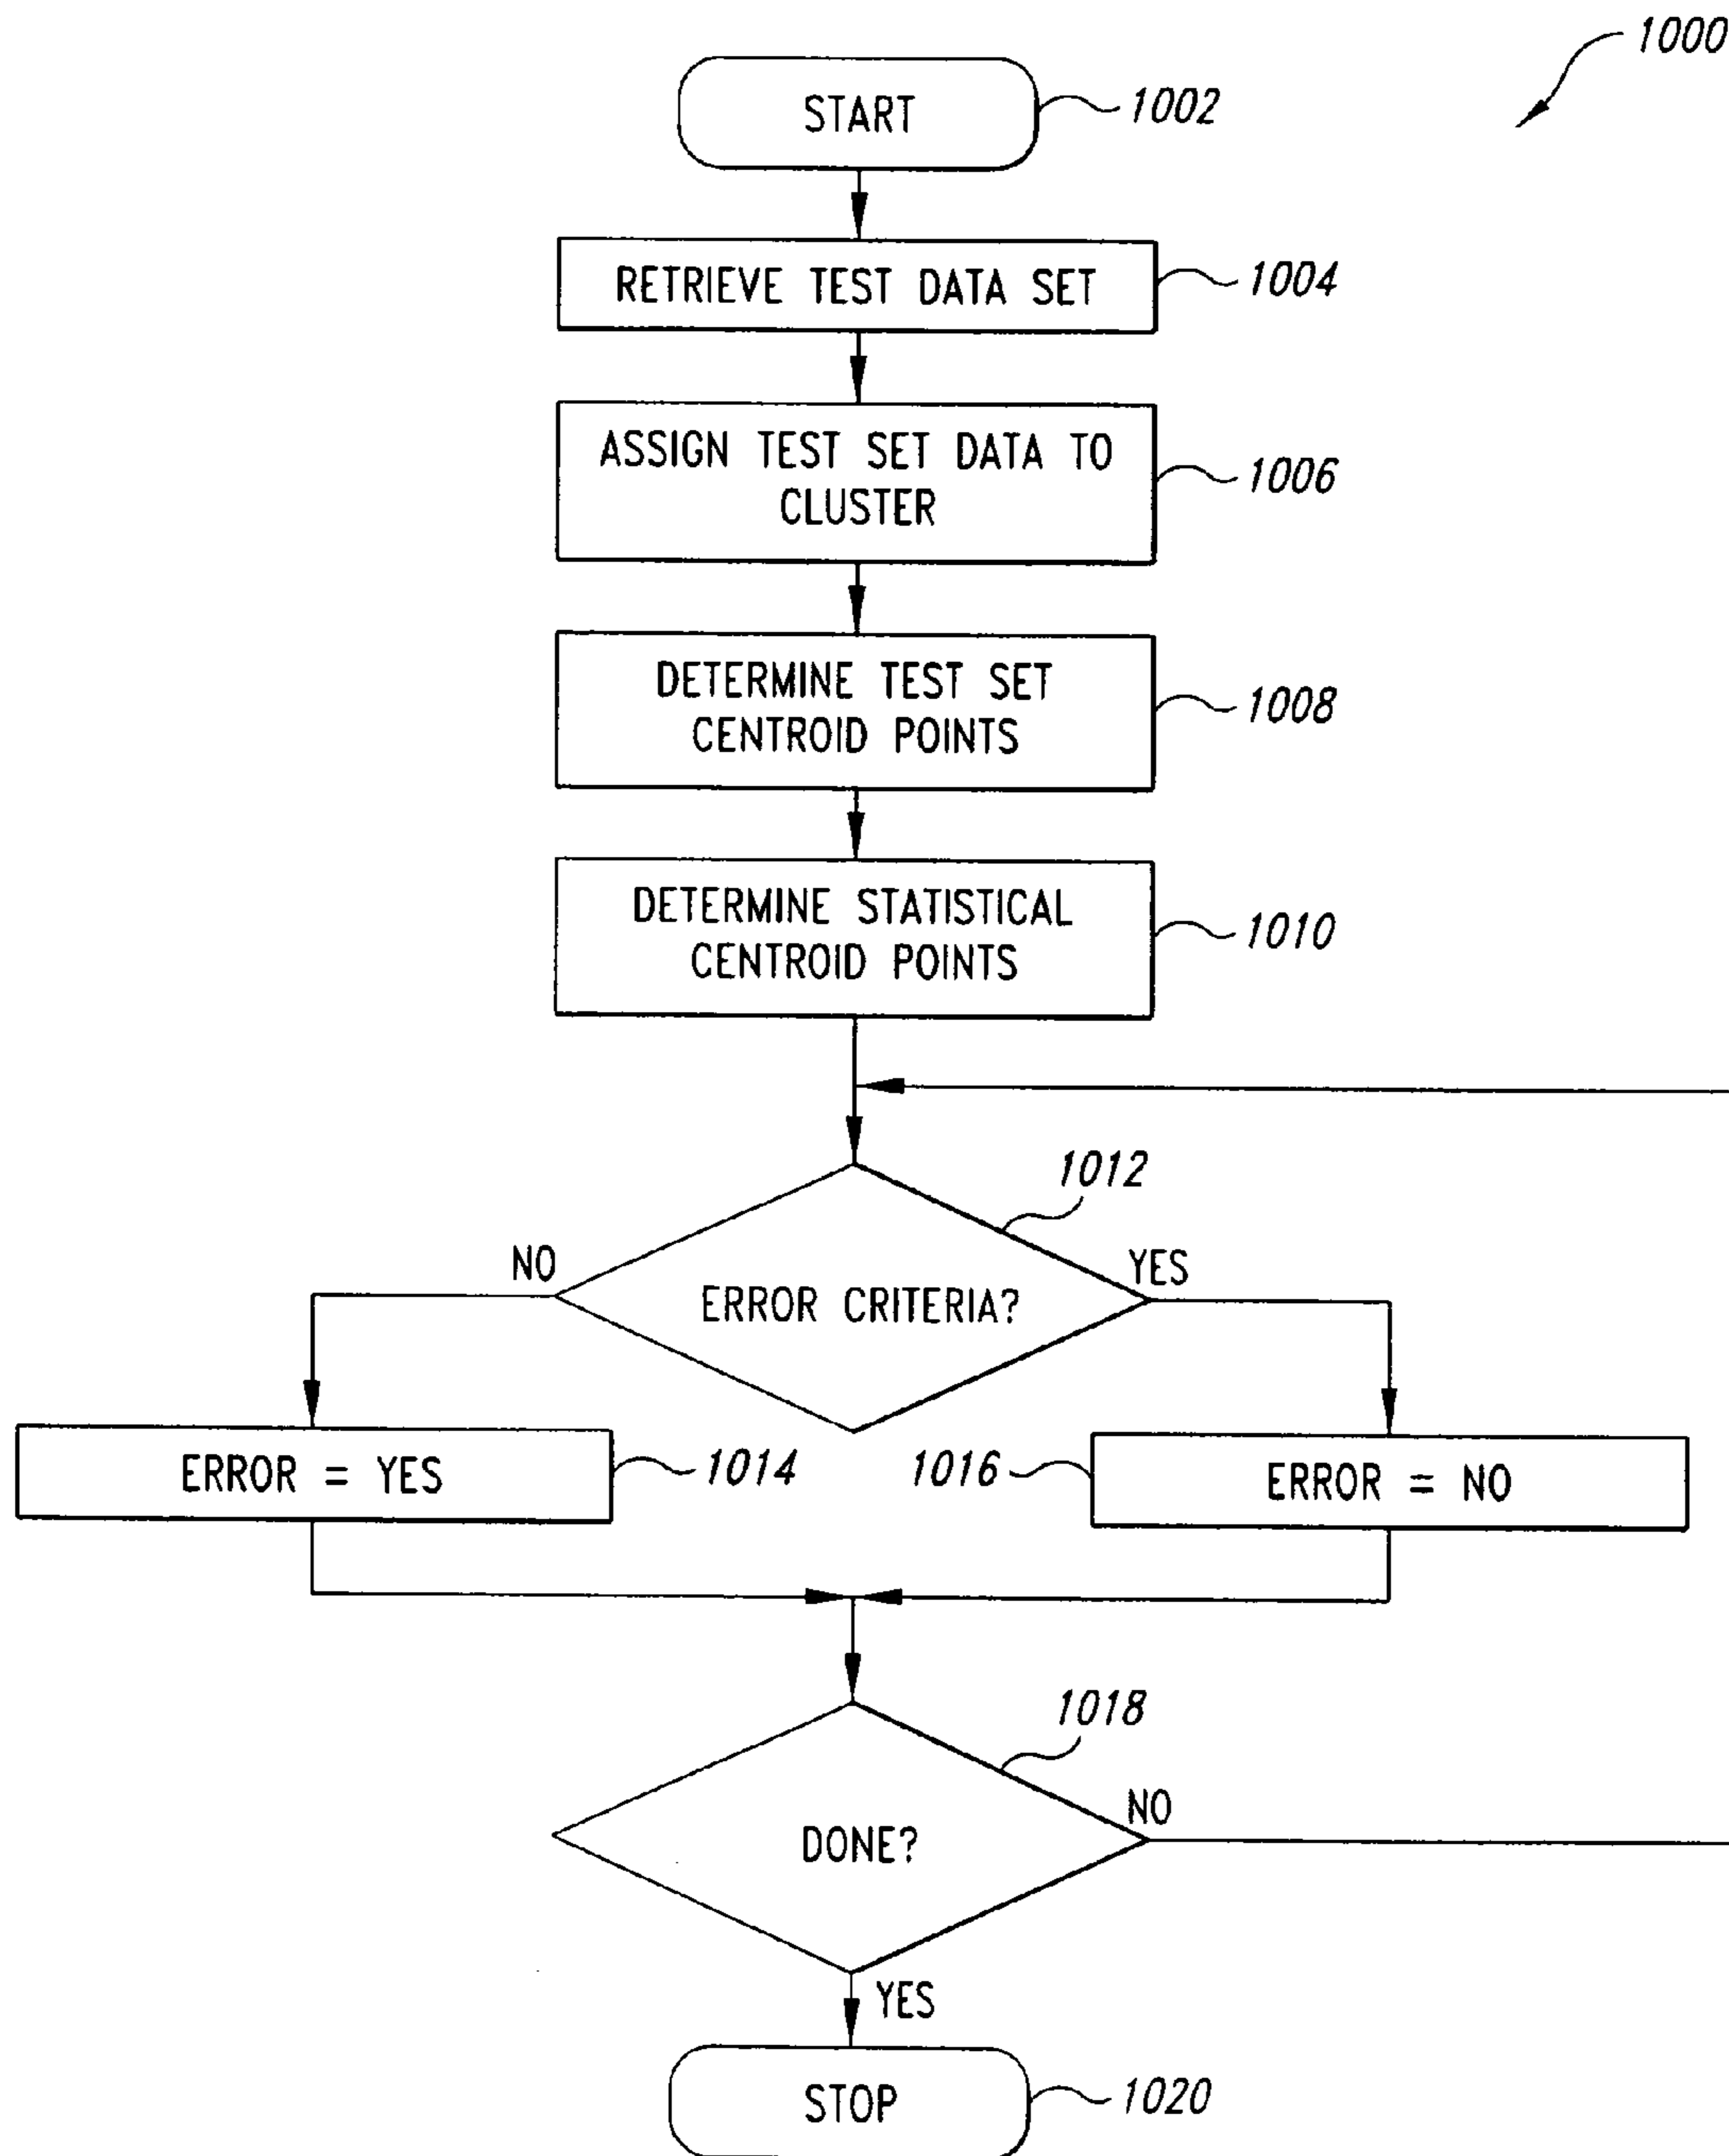 1000
START
1002
RETRIEVE TEST DATA SET
1004
ASSIGN TEST SET DATA TO
CLUSTER
1006
DETERMINE TEST SET
CENTROID POINTS
1008
DETERMINE STATISTICAL
CENTROID POINTS
1010
1012
NO
YES
ERROR CRITERIA?
ERROR = YES
1014
1016
ERROR = NO
1018
NO
DONE?
YES
STOP
1020